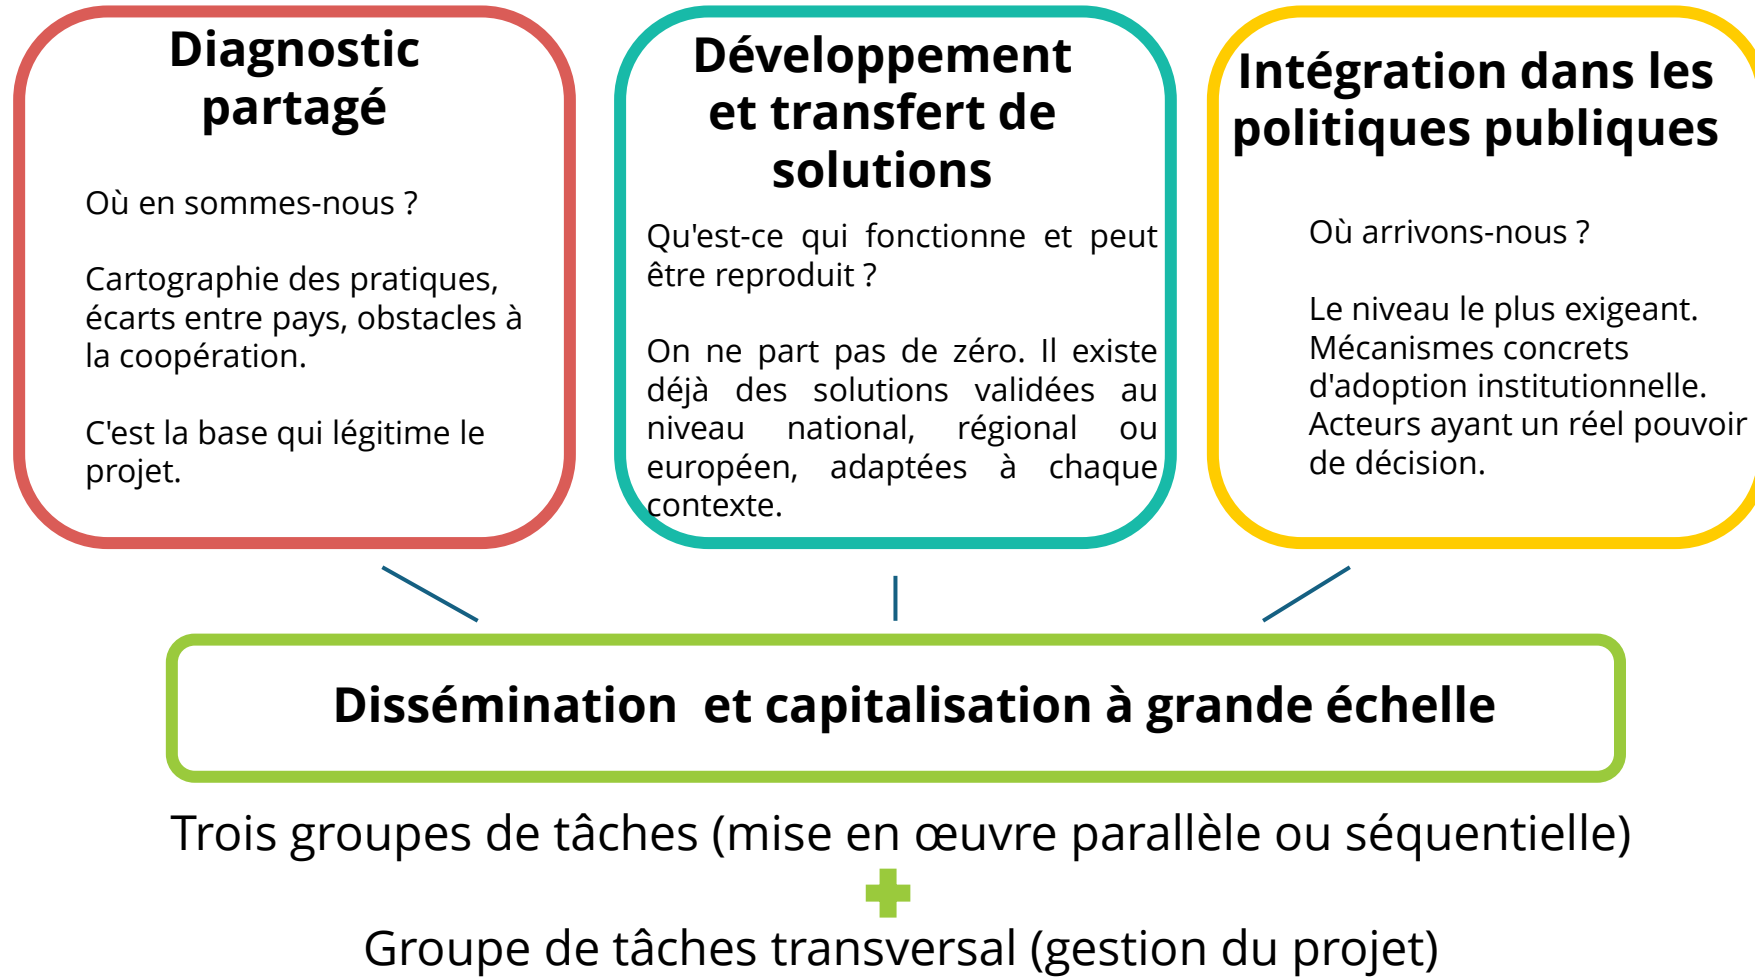 Diagnostic
partagé
Où en sommes-nous ?
Cartographie des pratiques,
écarts entre pays, obstacles à
la coopération.
C'est la base qui légitime le
projet.
Développement
et transfert de
solutions
Qu'est-ce qui fonctionne et peut
être reproduit ?
On ne part pas de zéro. Il existe
déjà des solutions validées au
niveau national, régional ou
européen, adaptées à chaque
contexte.
Intégration dans les
politiques publiques
Où arrivons-nous ?
Le niveau le plus exigeant.
Mécanismes concrets
d'adoption institutionnelle.
Acteurs ayant un réel pouvoir
de décision.
Dissémination et capitalisation à grande échelle
Trois groupes de tâches (mise en œuvre parallèle ou séquentielle)
Groupe de tâches transversal (gestion du projet)